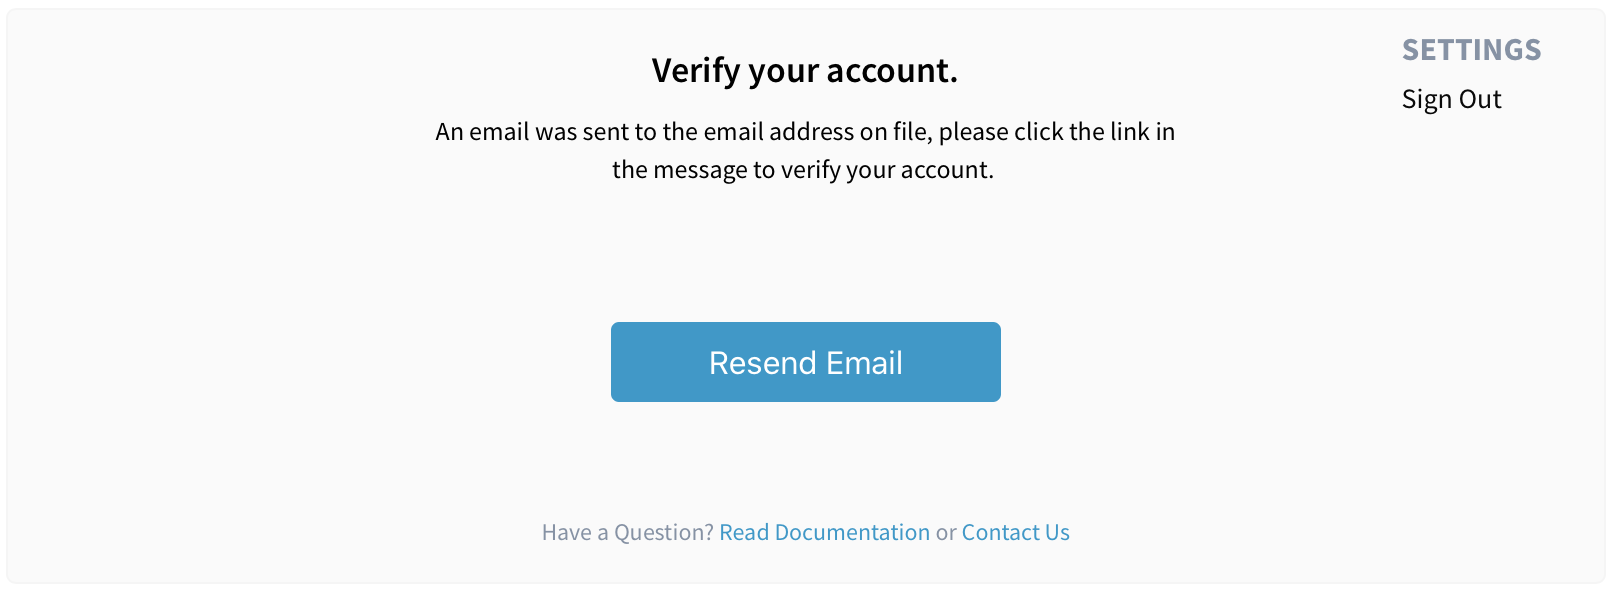 SETTINGS
Sign Out
Verify your account.
An email was sent to the email address on file, please click the link in
the message to verify your account.
Resend Email
Have a Question? Read Documentation or Contact Us